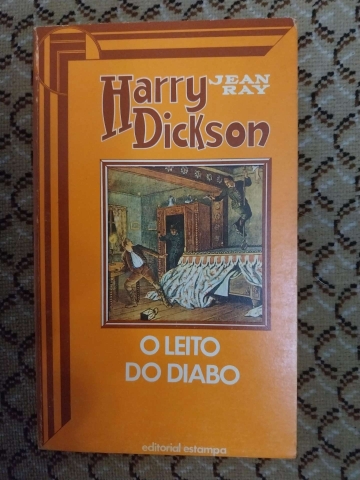 JEAN
RAY
Harry
Dickson
O LEITO
DO DIABO
editorial estampa